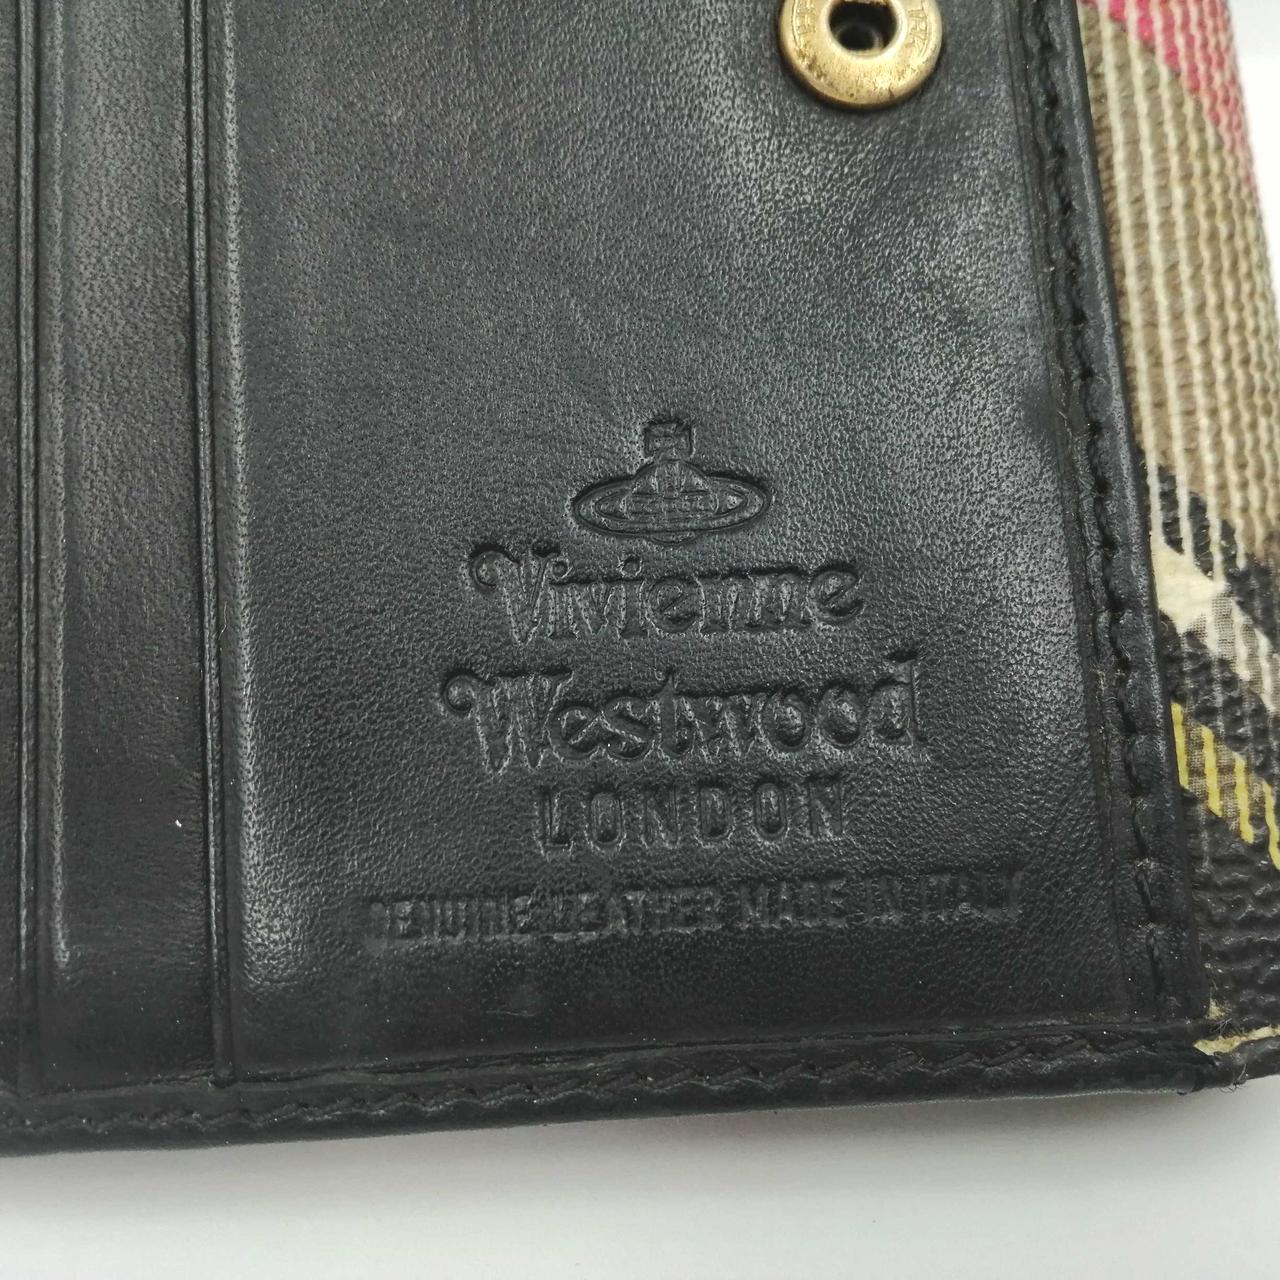 Vivienne
Westwood
LONDON
GENUINE LEATHER MADE IN ITALY